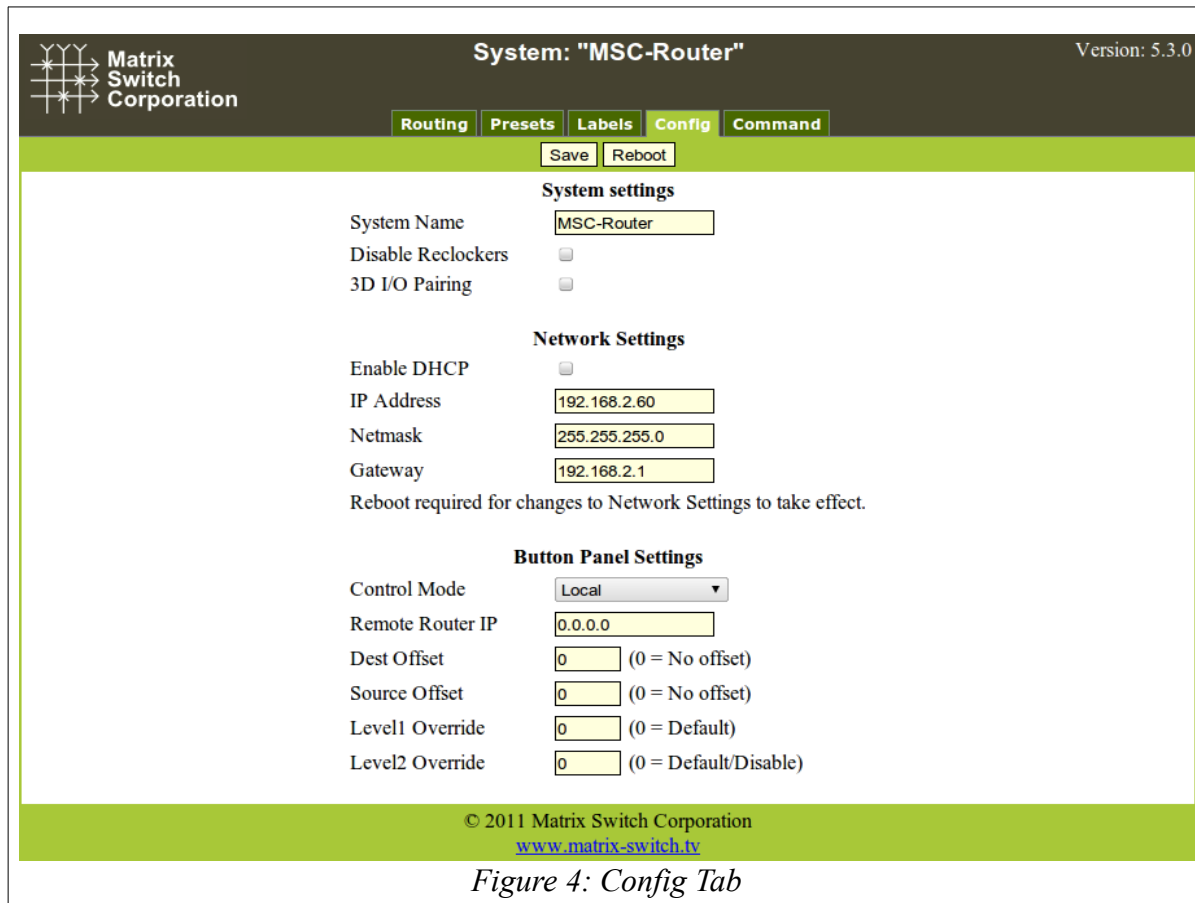 Matrix
Switch
Corporation
System: "MSC-Router"
Version: 5.3.0
Routing Presets Labels Config Command
Save Reboot
System settings
System Name MSC-Router
Disable Reclockers
3D I/O Pairing
Network Settings
Enable DHCP
IP Address 192.168.2.60
Netmask 255.255.255.0
Gateway 192.168.2.1
Reboot required for changes to Network Settings to take effect.
Button Panel Settings
Control Mode Local
Remote Router IP 0.0.0.0
Dest Offset 0 (0 = No offset)
Source Offset 0 (0 = No offset)
Level1 Override 0 (0 = Default)
Level2 Override 0 (0 = Default/Disable)
© 2011 Matrix Switch Corporation
www.matrix-switch.tv
Figure 4: Config Tab